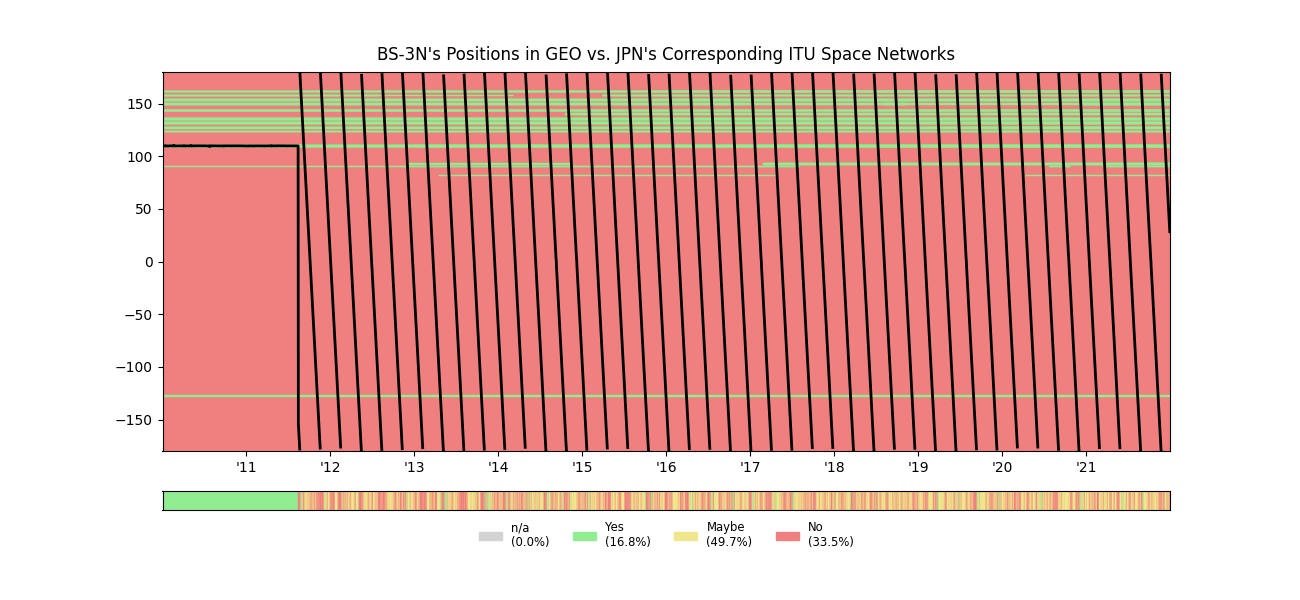 BS-3N's Positions in GEO vs. JPN's Corresponding ITU Space Networks
150
100
50
0
−50
−100
−150
'11 '12 '13 '14 '15 '16 '17 '18 '19 '20 '21
n/a Yes Maybe No
(0.0%) (16.8%) (49.7%) (33.5%)